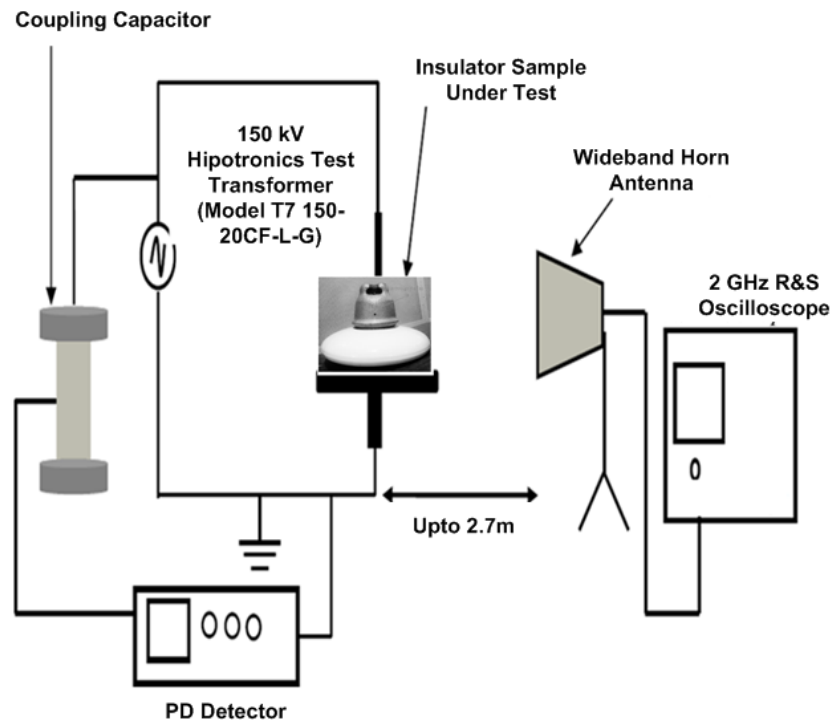 Coupling Capacitor
Insulator Sample
Under Test
150 kV
Hipotronics Test
Transformer
(Model T7 150-
20CF-L-G)
Wideband Horn
Antenna
2 GHz R&S
Oscilloscope
Upto 2.7m
PD Detector